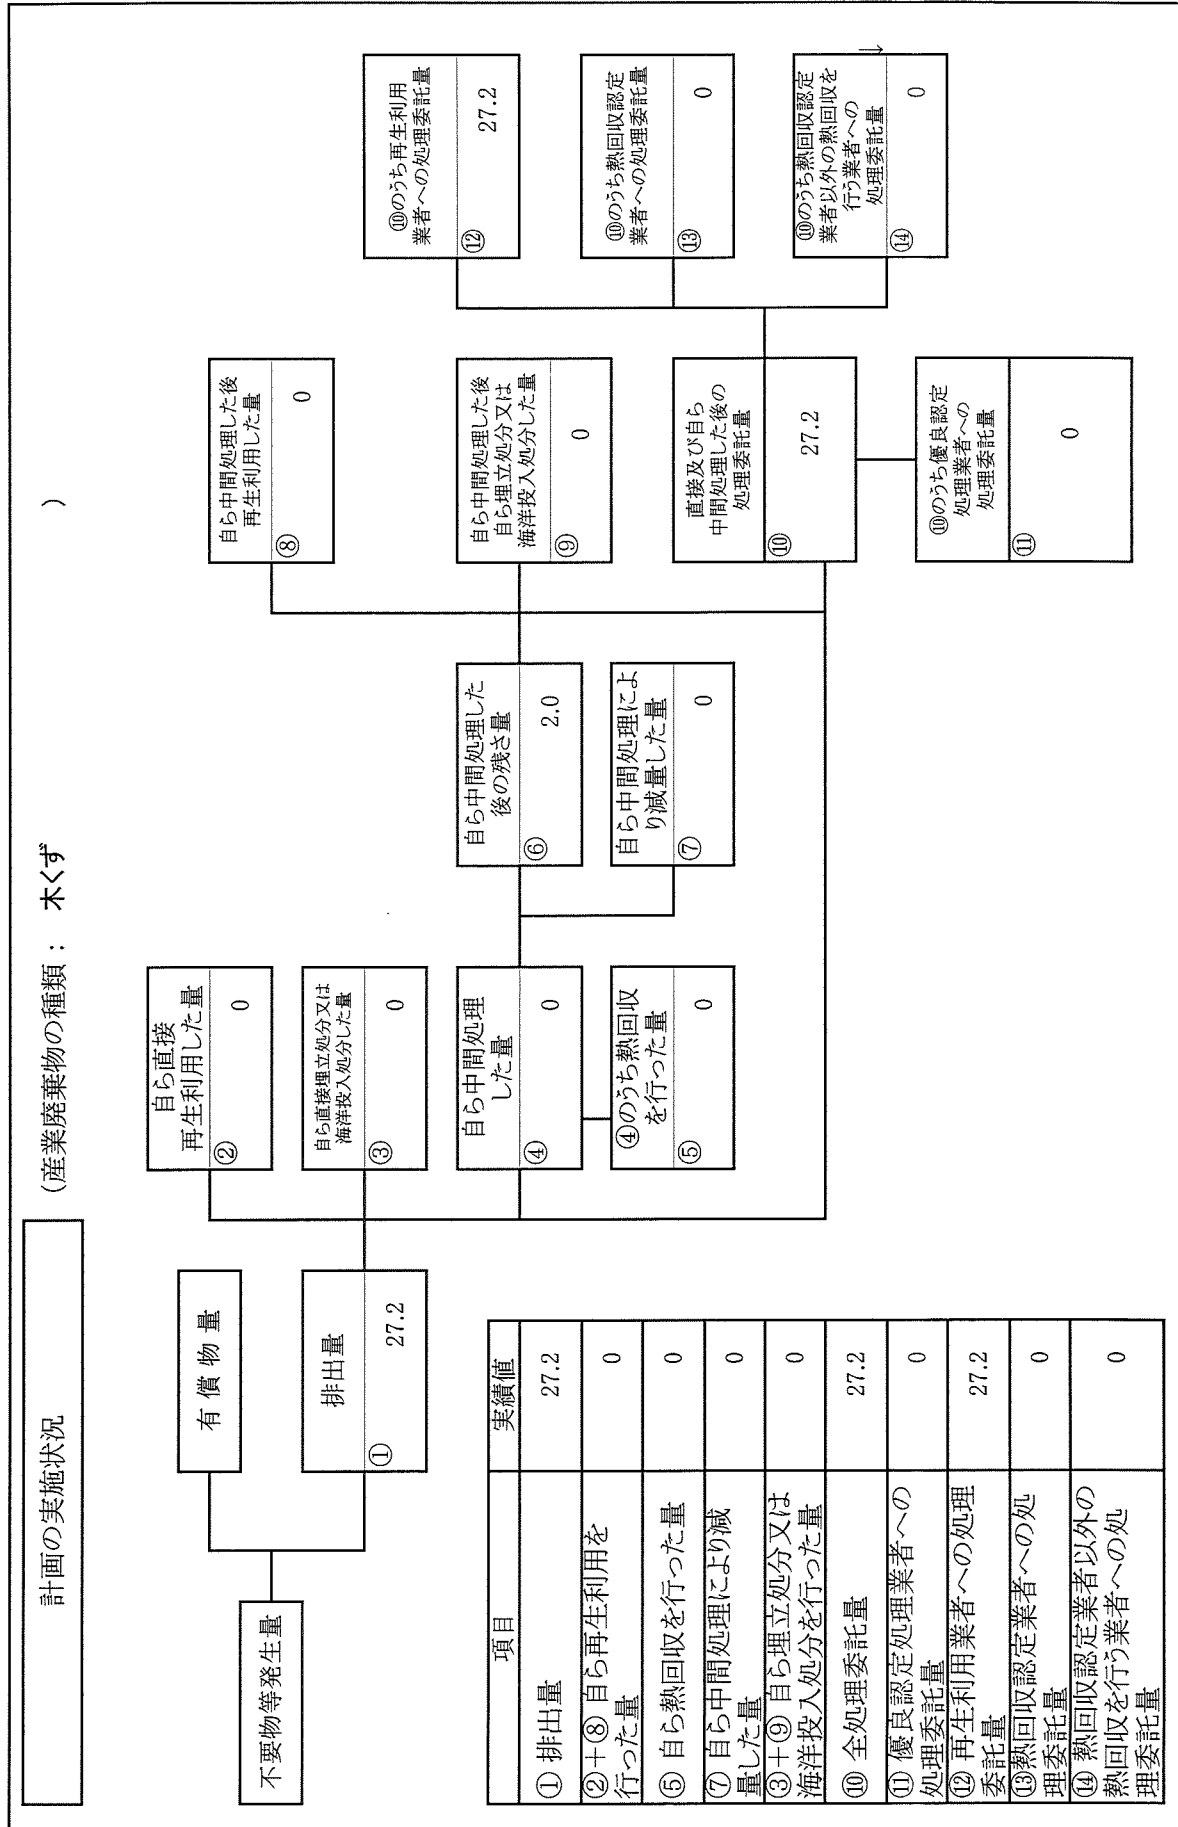 計画の実施状況
(産業廃棄物の種類： 木くず )
不要物等発生量
有 償 物 量
排出量
①
27.2
自ら直接
再生利用した量
②
0
自ら直接埋立処分又は
海洋投入処分した量
③
0
自ら中間処理
した量
④
0
④のうち熱回収
を行った量
⑤
0
自ら中間処理した
後の残さ量
⑥
2.0
自ら中間処理によ
り減量した量
⑦
0
自ら中間処理した後
再生利用した量
⑧
0
自ら中間処理した後
自ら埋立処分又は
海洋投入処分した量
⑨
0
直接及び自ら
中間処理した後の
処理委託量
⑩
27.2
⑩のうち優良認定
処理業者への
処理委託量
⑪
0
⑩のうち再生利用
業者への処理委託量
⑫
27.2
⑩のうち熱回収認定
業者への処理委託量
⑬
0
⑩のうち熱回収認定
業者以外の熱回収を
行う業者への
処理委託量
⑭
0
項目 実績値
① 排出量 27.2
②＋⑧ 自ら再生利用を
行った量 0
⑤ 自ら熱回収を行った量 0
⑦ 自ら中間処理により減
量した量 0
③＋⑨ 自ら埋立処分又は
海洋投入処分を行った量 0
⑩ 全処理委託量 27.2
⑪ 優良認定処理業者への
処理委託量 0
⑫ 再生利用業者への処理
委託量 27.2
⑬熱回収認定業者への処
理委託量 0
⑭ 熱回収認定業者以外の
熱回収を行う業者への処
理委託量 0